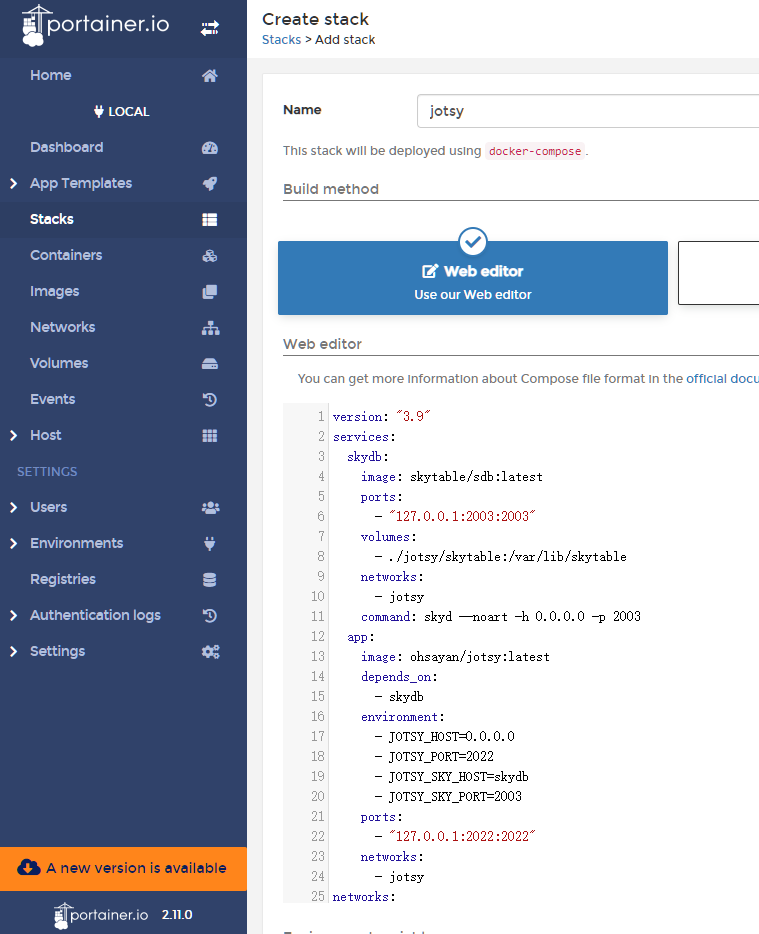 portainer.io
Home
LOCAL
Dashboard
App Templates
Stacks
Containers
Images
Networks
Volumes
Events
Host
SETTINGS
Users
Environments
Registries
Authentication logs
Settings
A new version is available
portainer.io 2.11.0
Create stack
Stacks > Add stack
Name jotsy
This stack will be deployed using docker-compose .
Build method
Web editor
Use our Web editor
Web editor
You can get more information about Compose file format in the official
1 version: "3.9"
2 services:
3 skydb:
4 image: skytable/sdb:latest
5 ports:
6 - "127.0.0.1:2003:2003"
7 volumes:
8 - ./jotsy/skytable:/var/lib/skytable
9 networks:
10 - jotsy
11 command: skyd --noart -h 0.0.0.0 -p 2003
12 app:
13 image: ohsayan/jotsy:latest
14 depends_on:
15 - skydb
16 environment:
17 - JOTSY_HOST=0.0.0.0
18 - JOTSY_PORT=2022
19 - JOTSY_SKY_HOST=skydb
20 - JOTSY_SKY_PORT=2003
21 ports:
22 - "127.0.0.1:2022:2022"
23 networks:
24 - jotsy
25 networks: